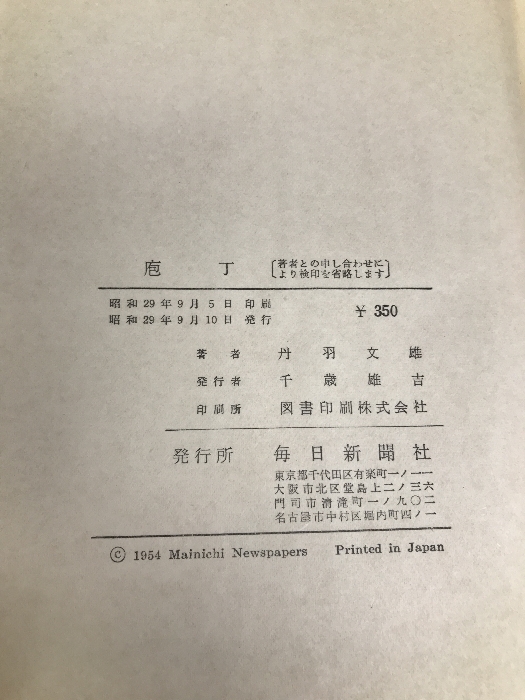 庖丁
〔著者との申し合わせに
より検印を省略します〕
昭和29年9月5日 印刷
昭和29年9月10日 発行
¥ 350
著者 丹羽文雄
発行者 千歳雄吉
印刷所 図書印刷株式会社
発行所 毎日新聞社
東京都千代田区有楽町一ノ一一
大阪市北区堂島上二ノ三六
門司市清滝町一ノ九〇二
名古屋市中村区堀内町四ノ一
© 1954 Mainichi Newspapers Printed in Japan